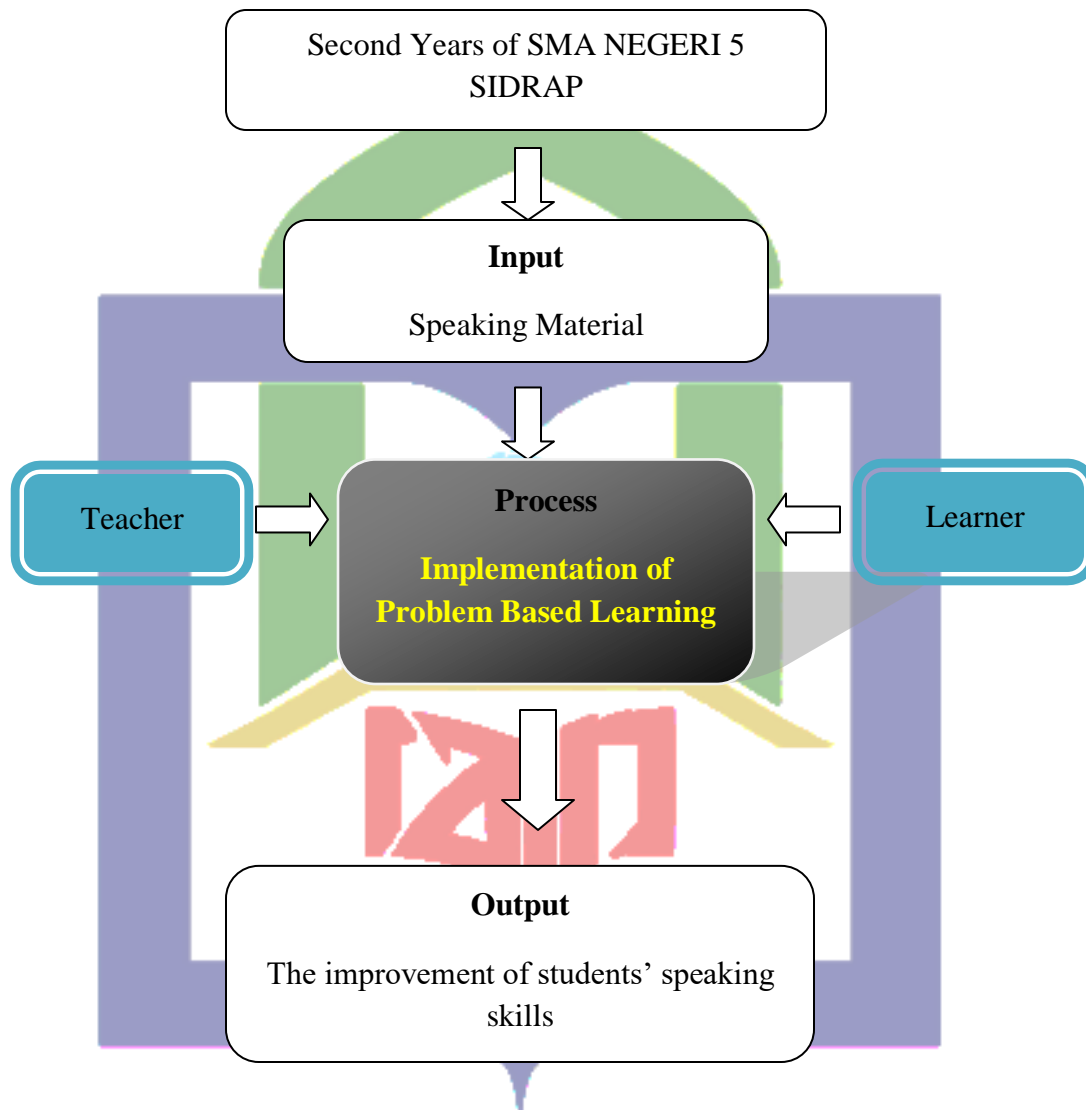 Second Years of SMA NEGERI 5
SIDRAP
Input
Speaking Material
Teacher
Process
Implementation of
Problem Based Learning
Learner
Output
The improvement of students’ speaking
skills